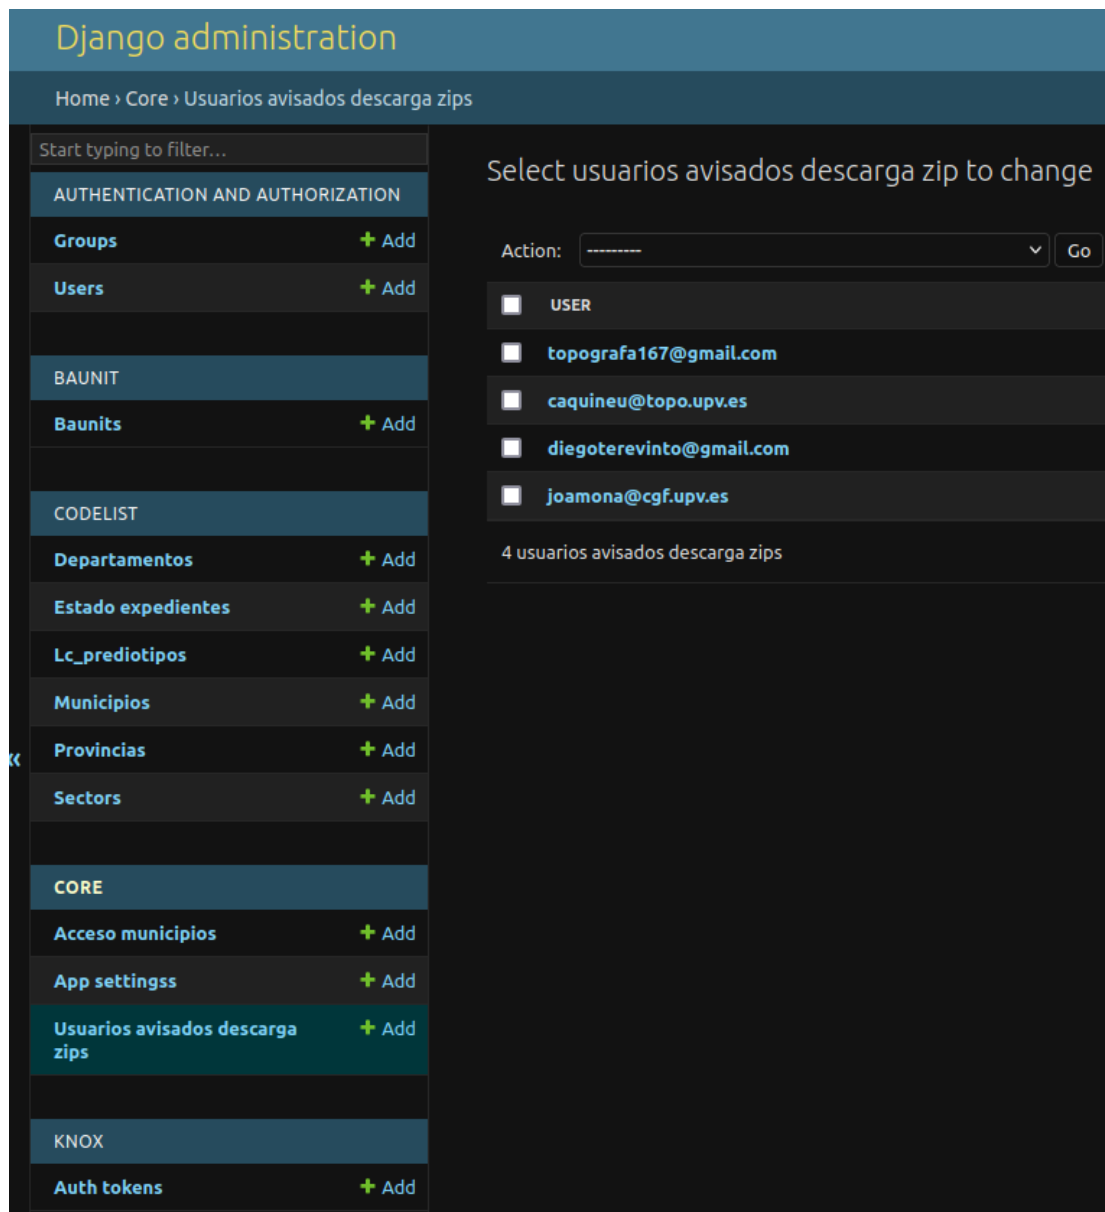 Django administration
Home › Core › Usuarios avisados descarga zips
Start typing to filter...
AUTHENTICATION AND AUTHORIZATION
Groups + Add
Users + Add
BAUNIT
Baunits + Add
CODELIST
Departamentos + Add
Estado expedientes + Add
Lc_prediotipos + Add
Municipios + Add
Provincias + Add
Sectors + Add
CORE
Acceso municipios + Add
App settingss + Add
Usuarios avisados descarga + Add
zips
KNOX
Auth tokens + Add
«
Select usuarios avisados descarga zip to change
Action: --------- Go
USER
topografa167@gmail.com
caquineu@topo.upv.es
diegoterevinto@gmail.com
joamona@cgf.upv.es
4 usuarios avisados descarga zips